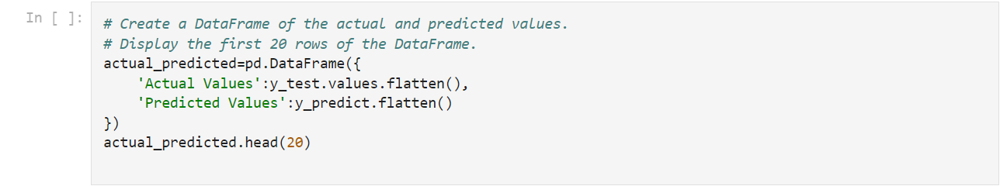 In [ ]:
# Create a DataFrame of the actual and predicted values.
# Display the first 20 rows of the DataFrame.
actual_predicted=pd.DataFrame({
    'Actual Values':y_test.values.flatten(),
    'Predicted Values':y_predict.flatten()
})
actual_predicted.head(20)